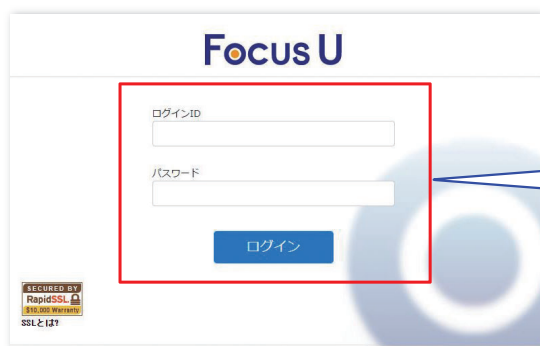 Focus U
ログインID
パスワード
ログイン
SECURED BY
RapidSSL
$10,000 Warranty
SSLとは?